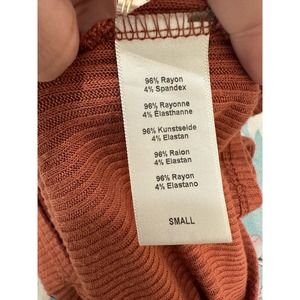 96% Rayon
4% Spandex
96% Rayonne
4% Élasthanne
96% Kunstseide
4% Elastan
96% Raion
4% Elastan
96% Rayon
4% Elastano
SMALL